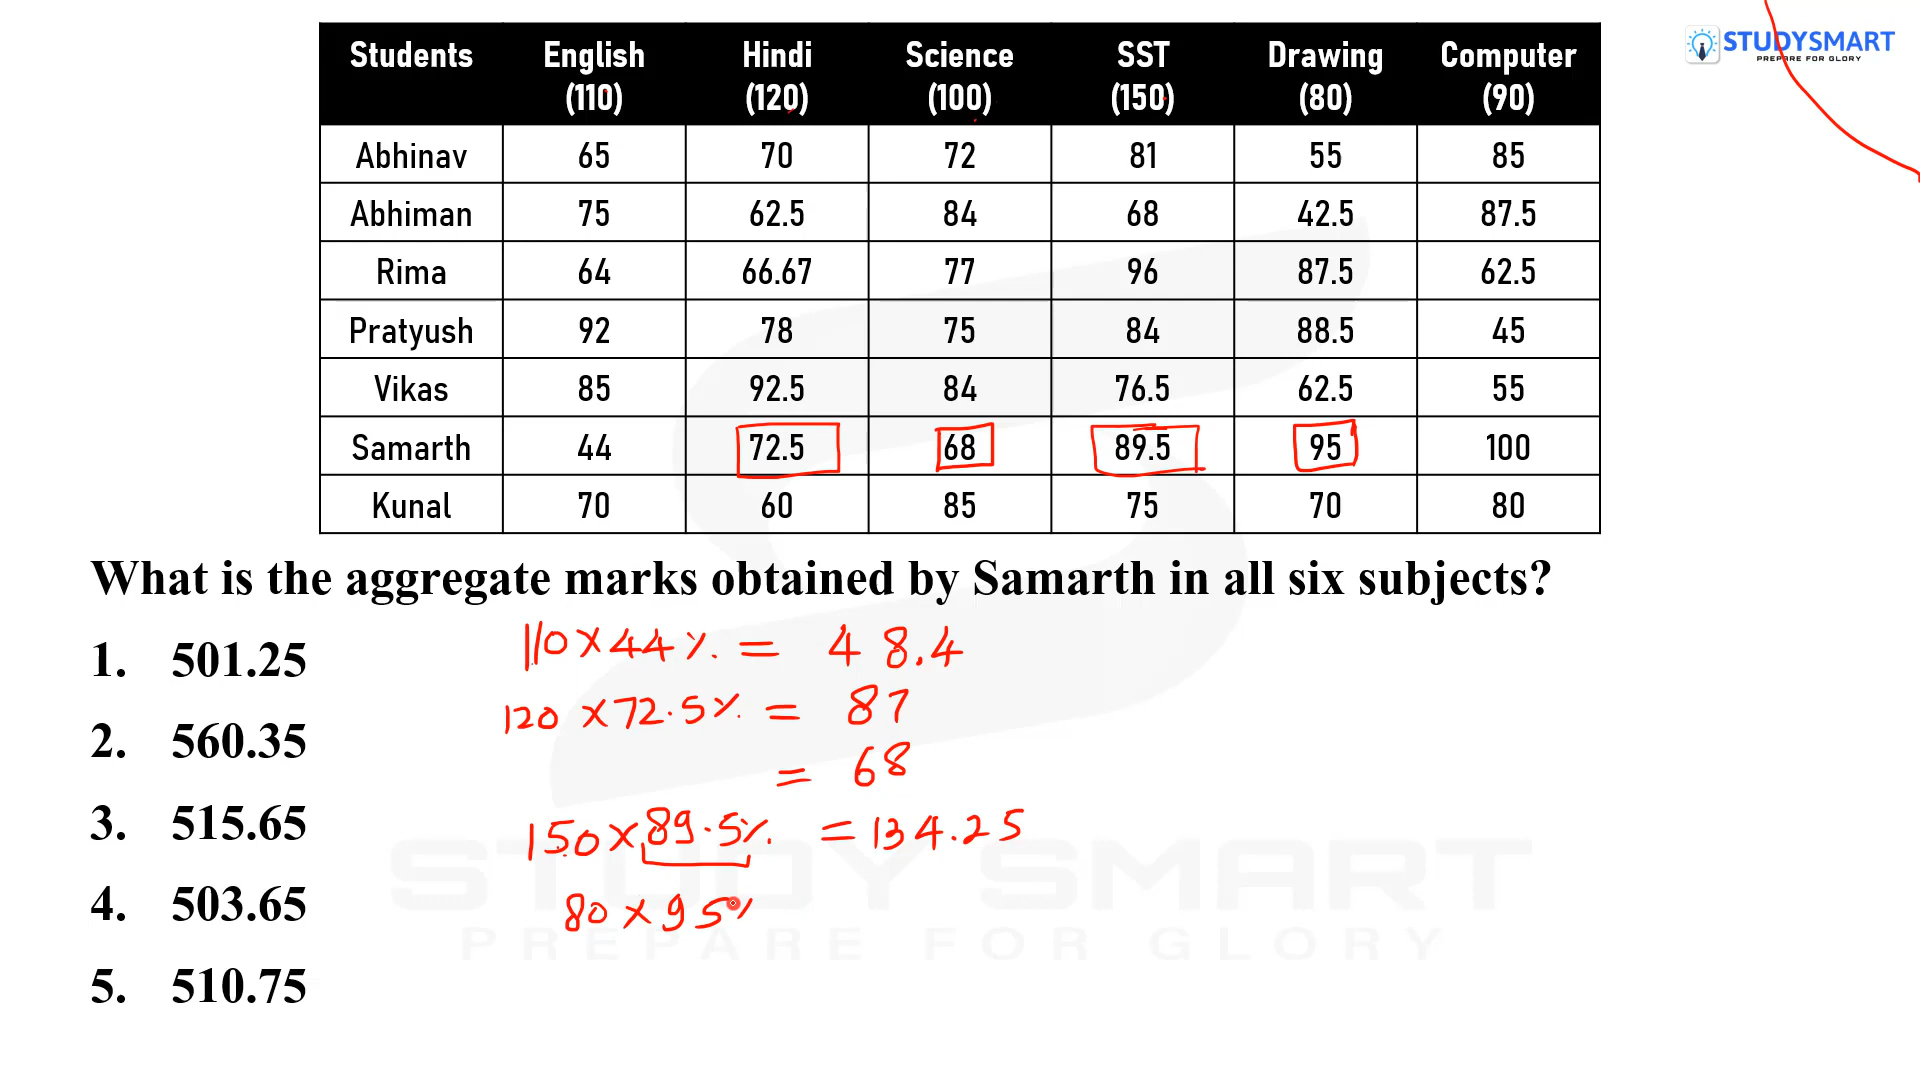 STUDYSMART
PREPARE FOR GLORY
Students English (110) Hindi (120) Science (100) SST (150) Drawing (80) Computer (90)
Abhinav 65 70 72 81 55 85
Abhiman 75 62.5 84 68 42.5 87.5
Rima 64 66.67 77 96 87.5 62.5
Pratyush 92 78 75 84 88.5 45
Vikas 85 92.5 84 76.5 62.5 55
Samarth 44 72.5 68 89.5 95 100
Kunal 70 60 85 75 70 80
What is the aggregate marks obtained by Samarth in all six subjects?
1. 501.25
2. 560.35
3. 515.65
4. 503.65
5. 510.75
110 × 44 % = 48.4
120 × 72.5 % = 87
= 68
150 × 89.5 % = 134.25
80 × 95 %
STUDY SMART
PREPARE FOR GLORY